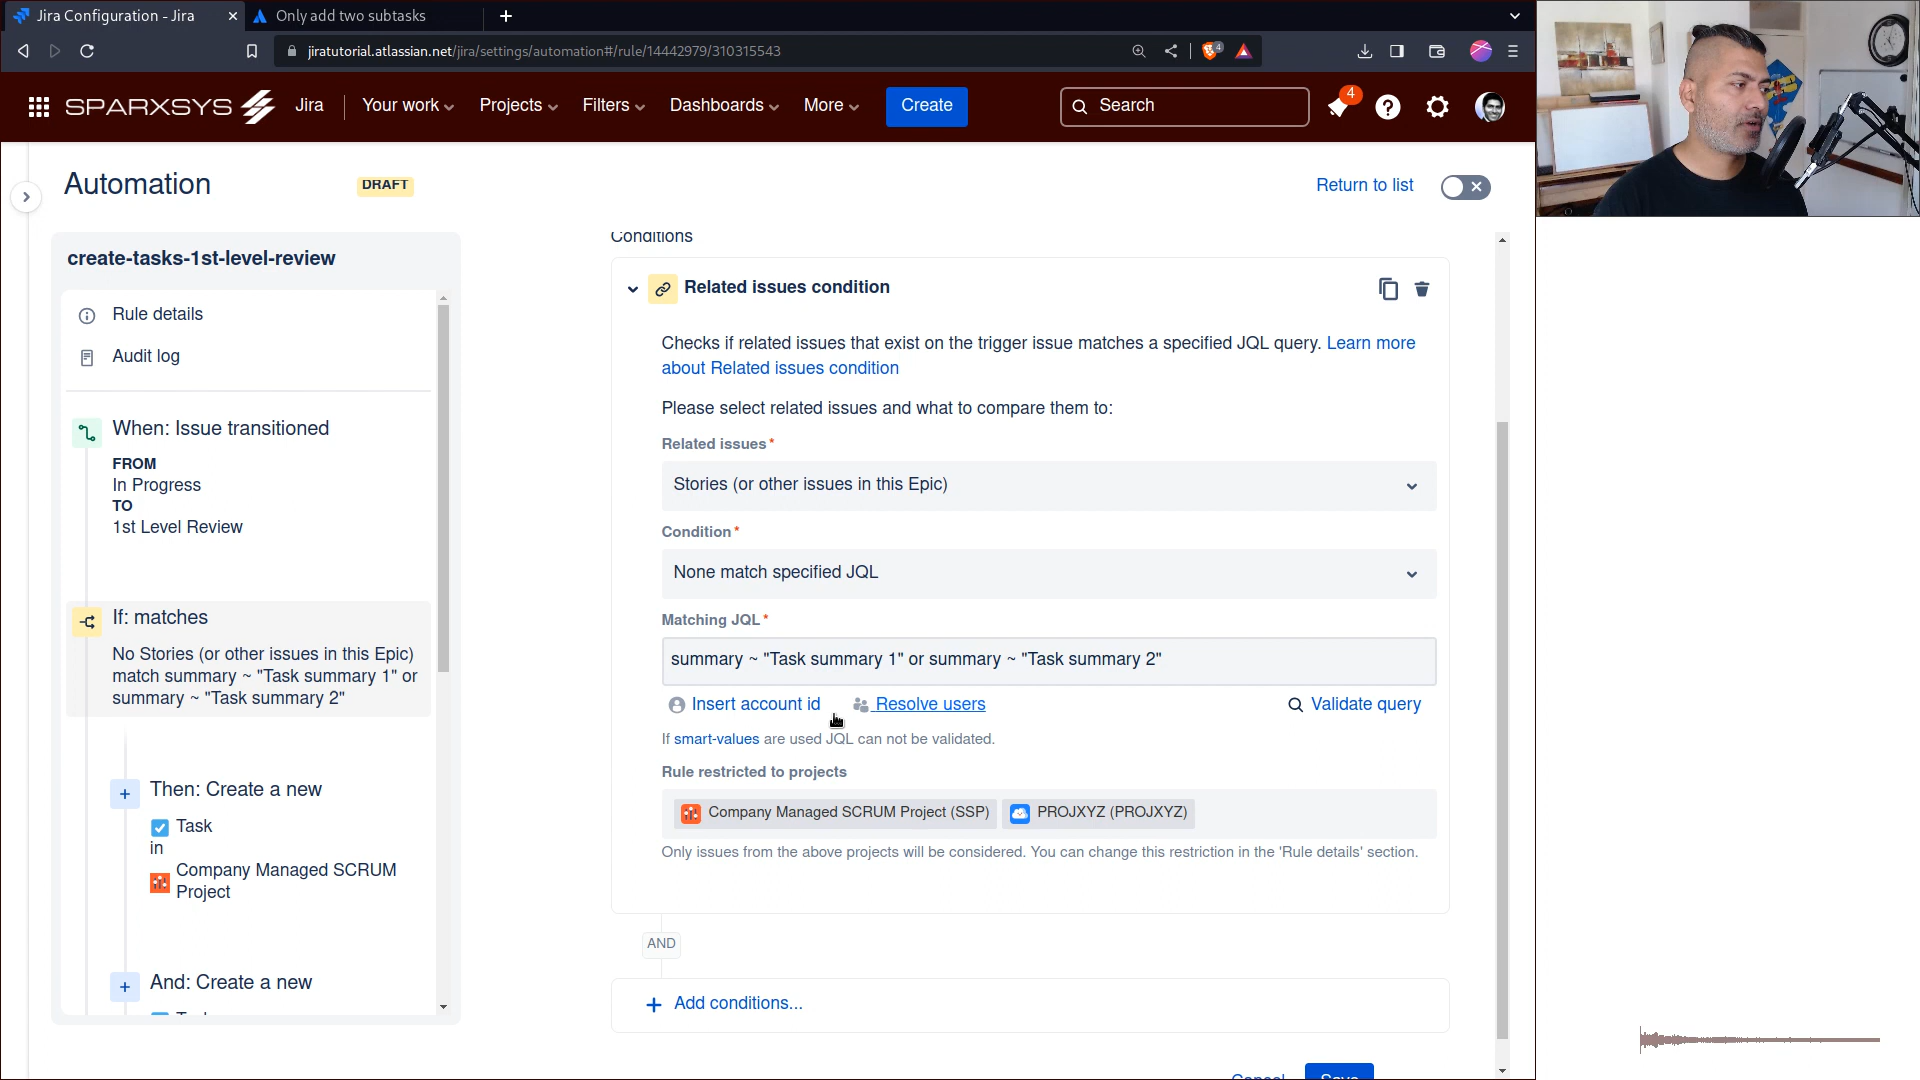 Jira Configuration - Jira
Only add two subtasks
jiratutorial.atlassian.net/jira/settings/automation#/rule/14442979/310315543
4
SPARXSYS
Jira
Your work
Projects
Filters
Dashboards
More
Create
Search
4
Automation
DRAFT
Return to list
create-tasks-1st-level-review
Rule details
Audit log
When: Issue transitioned
FROM
In Progress
TO
1st Level Review
If: matches
No Stories (or other issues in this Epic)
match summary ~ "Task summary 1" or
summary ~ "Task summary 2"
Then: Create a new
Task
in
Company Managed SCRUM
Project
And: Create a new
Conditions
Related issues condition
Checks if related issues that exist on the trigger issue matches a specified JQL query. Learn more
about Related issues condition
Please select related issues and what to compare them to:
Related issues*
Stories (or other issues in this Epic)
Condition*
None match specified JQL
Matching JQL*
summary ~ "Task summary 1" or summary ~ "Task summary 2"
Insert account id
Resolve users
Validate query
If smart-values are used JQL can not be validated.
Rule restricted to projects
Company Managed SCRUM Project (SSP)
PROJXYZ (PROJXYZ)
Only issues from the above projects will be considered. You can change this restriction in the 'Rule details' section.
AND
Add conditions...
Cancel
Save